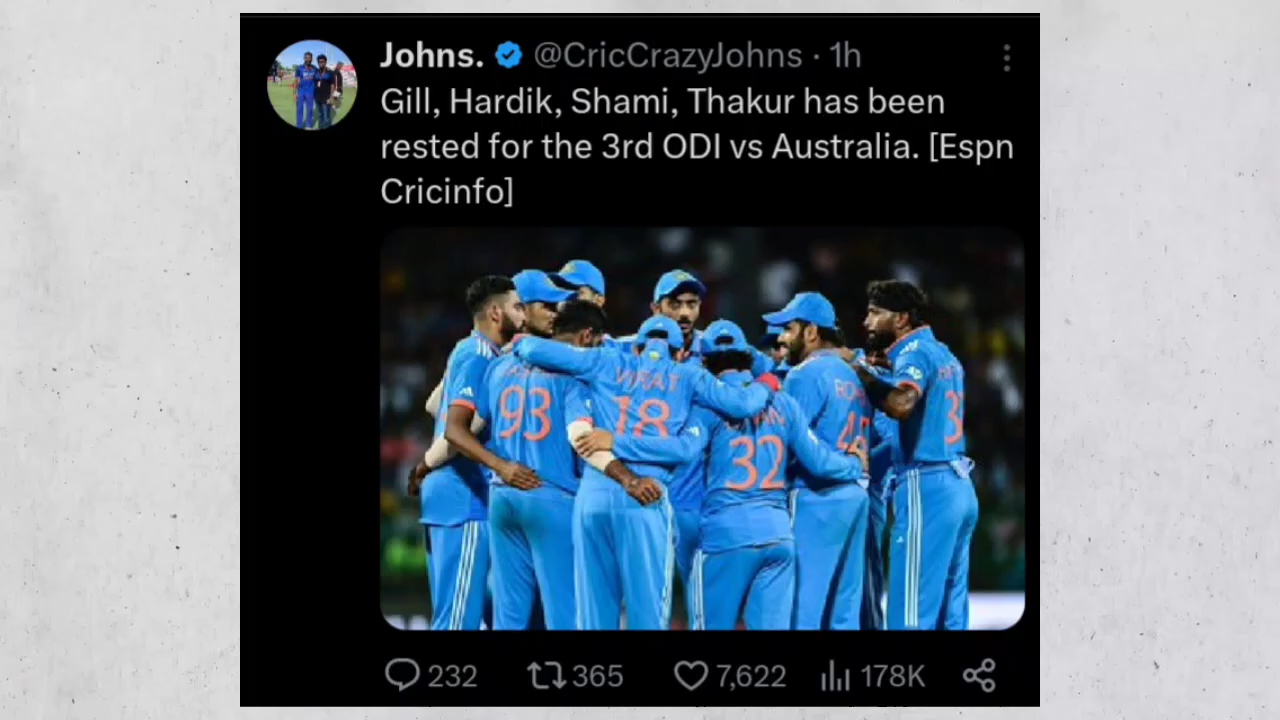 Johns. @CricCrazyJohns · 1h
Gill, Hardik, Shami, Thakur has been
rested for the 3rd ODI vs Australia. [Espn
Cricinfo]
93
VIRAT
18
32
232 365 7,622 178K